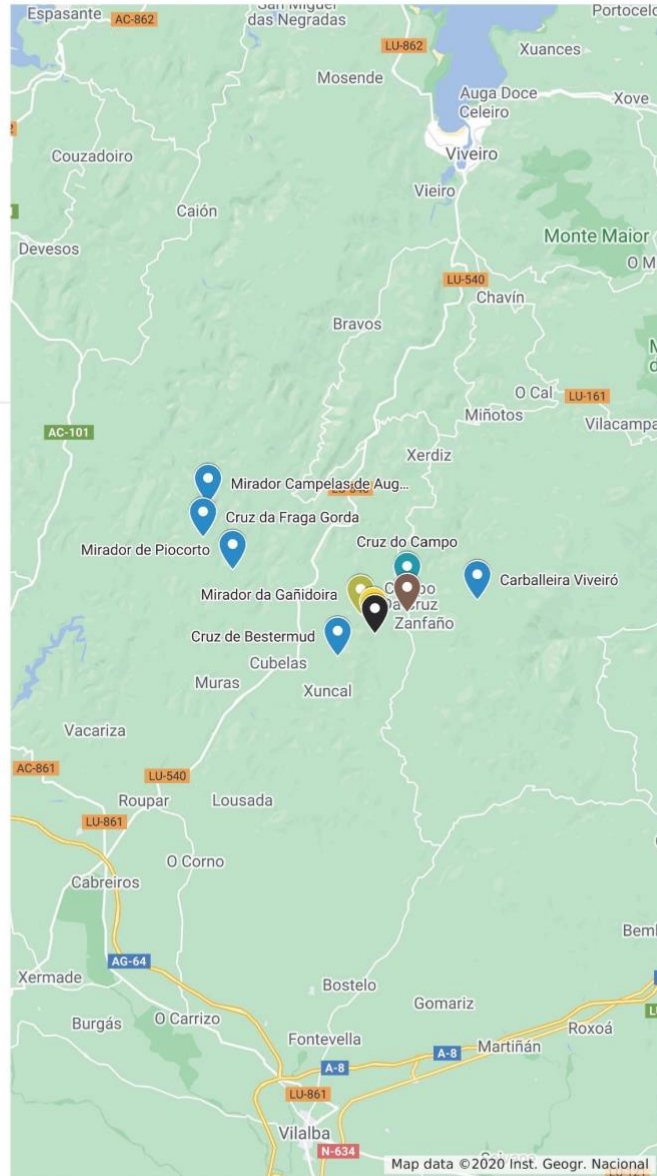 Espasante
AC-862
San Miguel
das Negradas
Portocelo
LU-862
Xuances
Mosende
Auga Doce
Celeiro
Xove
Couzadoiro
Viveiro
Vieiro
Caión
Devesos
Monte Maior
O M
LU-540
Chavín
Bravos
M
d
O Cal
LU-161
Miñotos
Vilacampa
AC-101
Xerdiz
Mirador Campelas de Aug...
Cruz da Fraga Gorda
Mirador de Piocorto
Cruz do Campo
Carballeira Viveiró
Mirador da Gañidoira
Da Cruz
Zanfaño
Cruz de Bestermud
Cubelas
Muras
Xuncal
Vacariza
AC-861
LU-540
Roupar
Lousada
LU-861
O Corno
Cabreiros
Bemb
AG-64
Xermade
Bostelo
Gomariz
Burgás
O Carrizo
Roxoá
Fontevella
Martiñán
A-8
A-8
LU-861
Vilalba
N-634
Map data ©2020 Inst. Geogr. Nacional